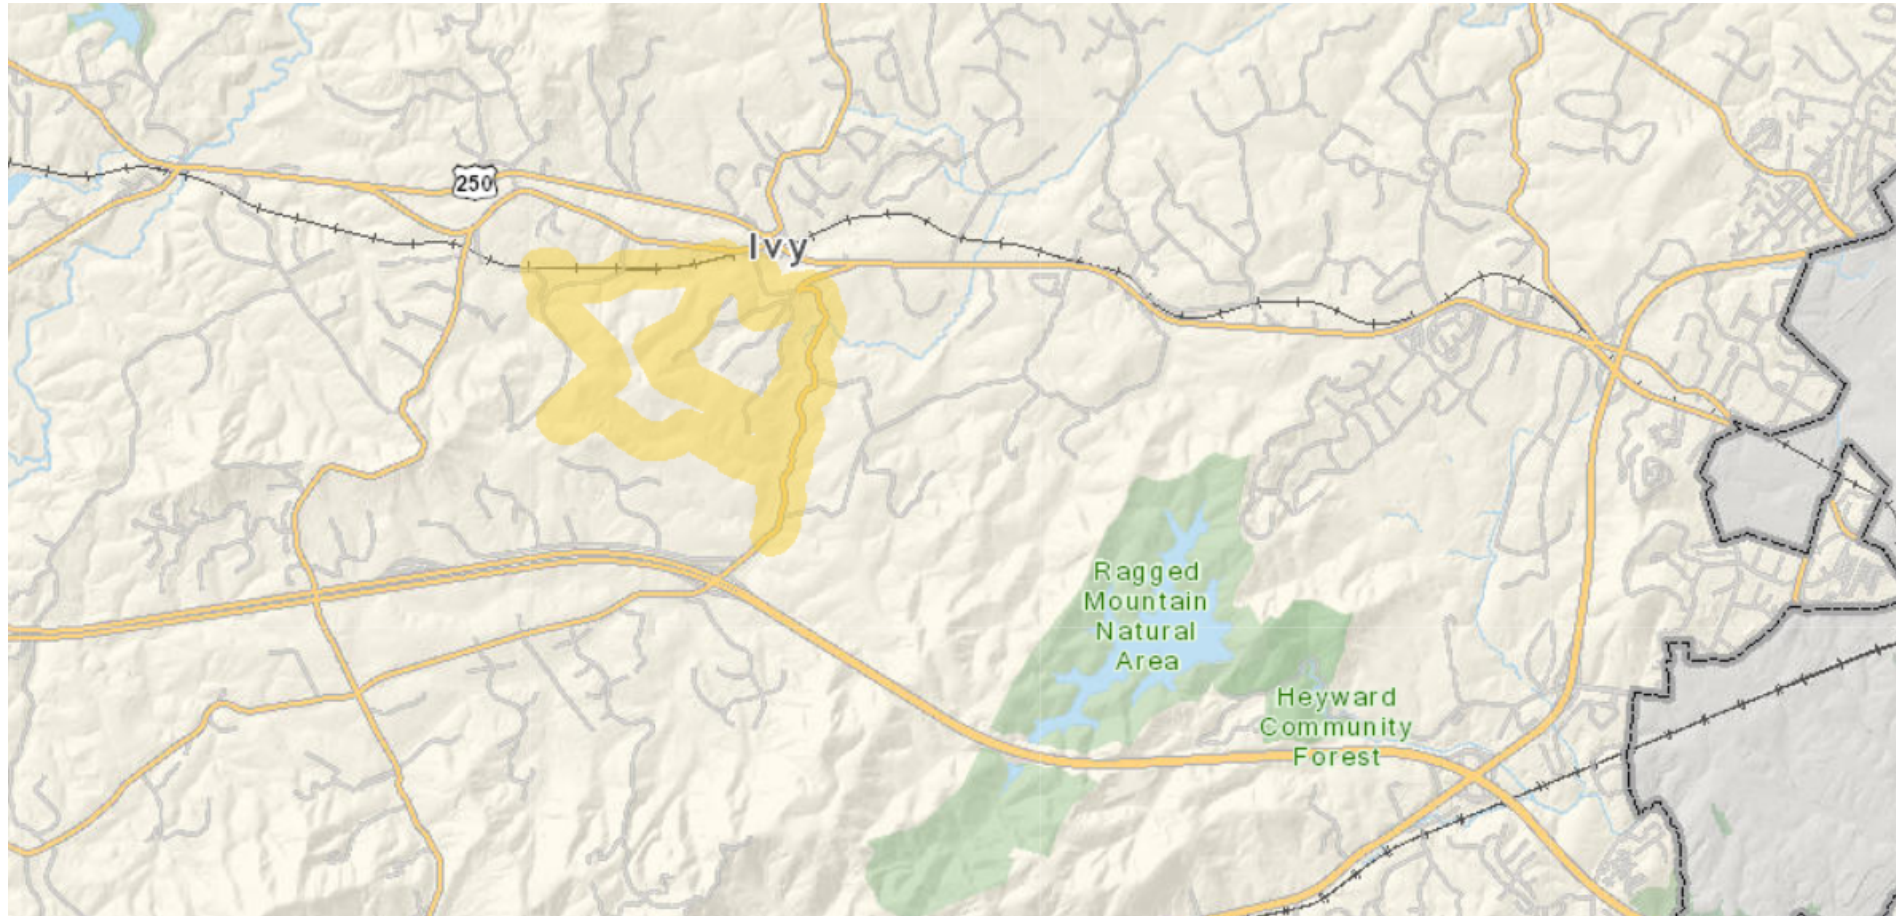 250
Ivy
Ragged
Mountain
Natural
Area
Heyward
Community
Forest